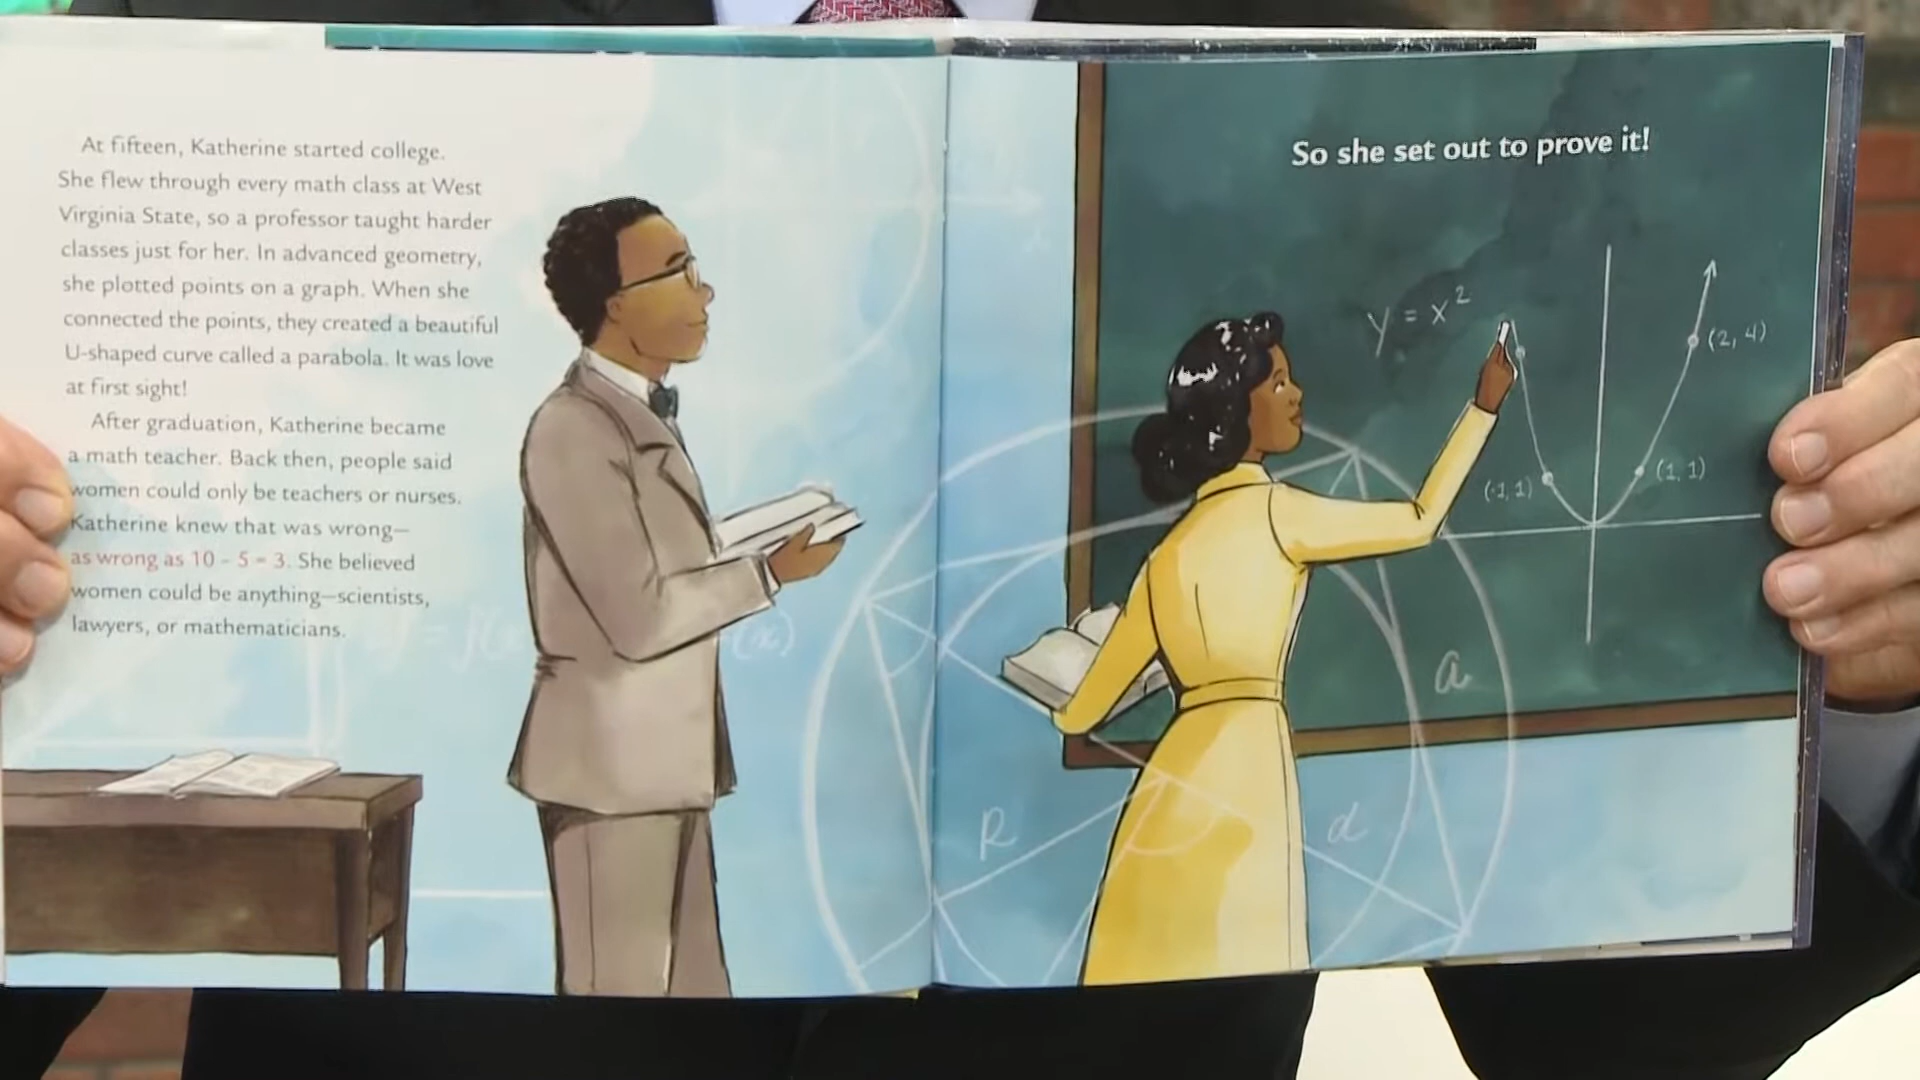 At fifteen, Katherine started college.
She flew through every math class at West
Virginia State, so a professor taught harder
classes just for her. In advanced geometry,
she plotted points on a graph. When she
connected the points, they created a beautiful
U-shaped curve called a parabola. It was love
at first sight!
After graduation, Katherine became
a math teacher. Back then, people said
women could only be teachers or nurses.
Katherine knew that was wrong—
as wrong as 10 - 5 = 3. She believed
women could be anything—scientists,
lawyers, or mathematicians.
So she set out to prove it!
y = x²
(2, 4)
(-1, 1)
(1, 1)
a
R
d